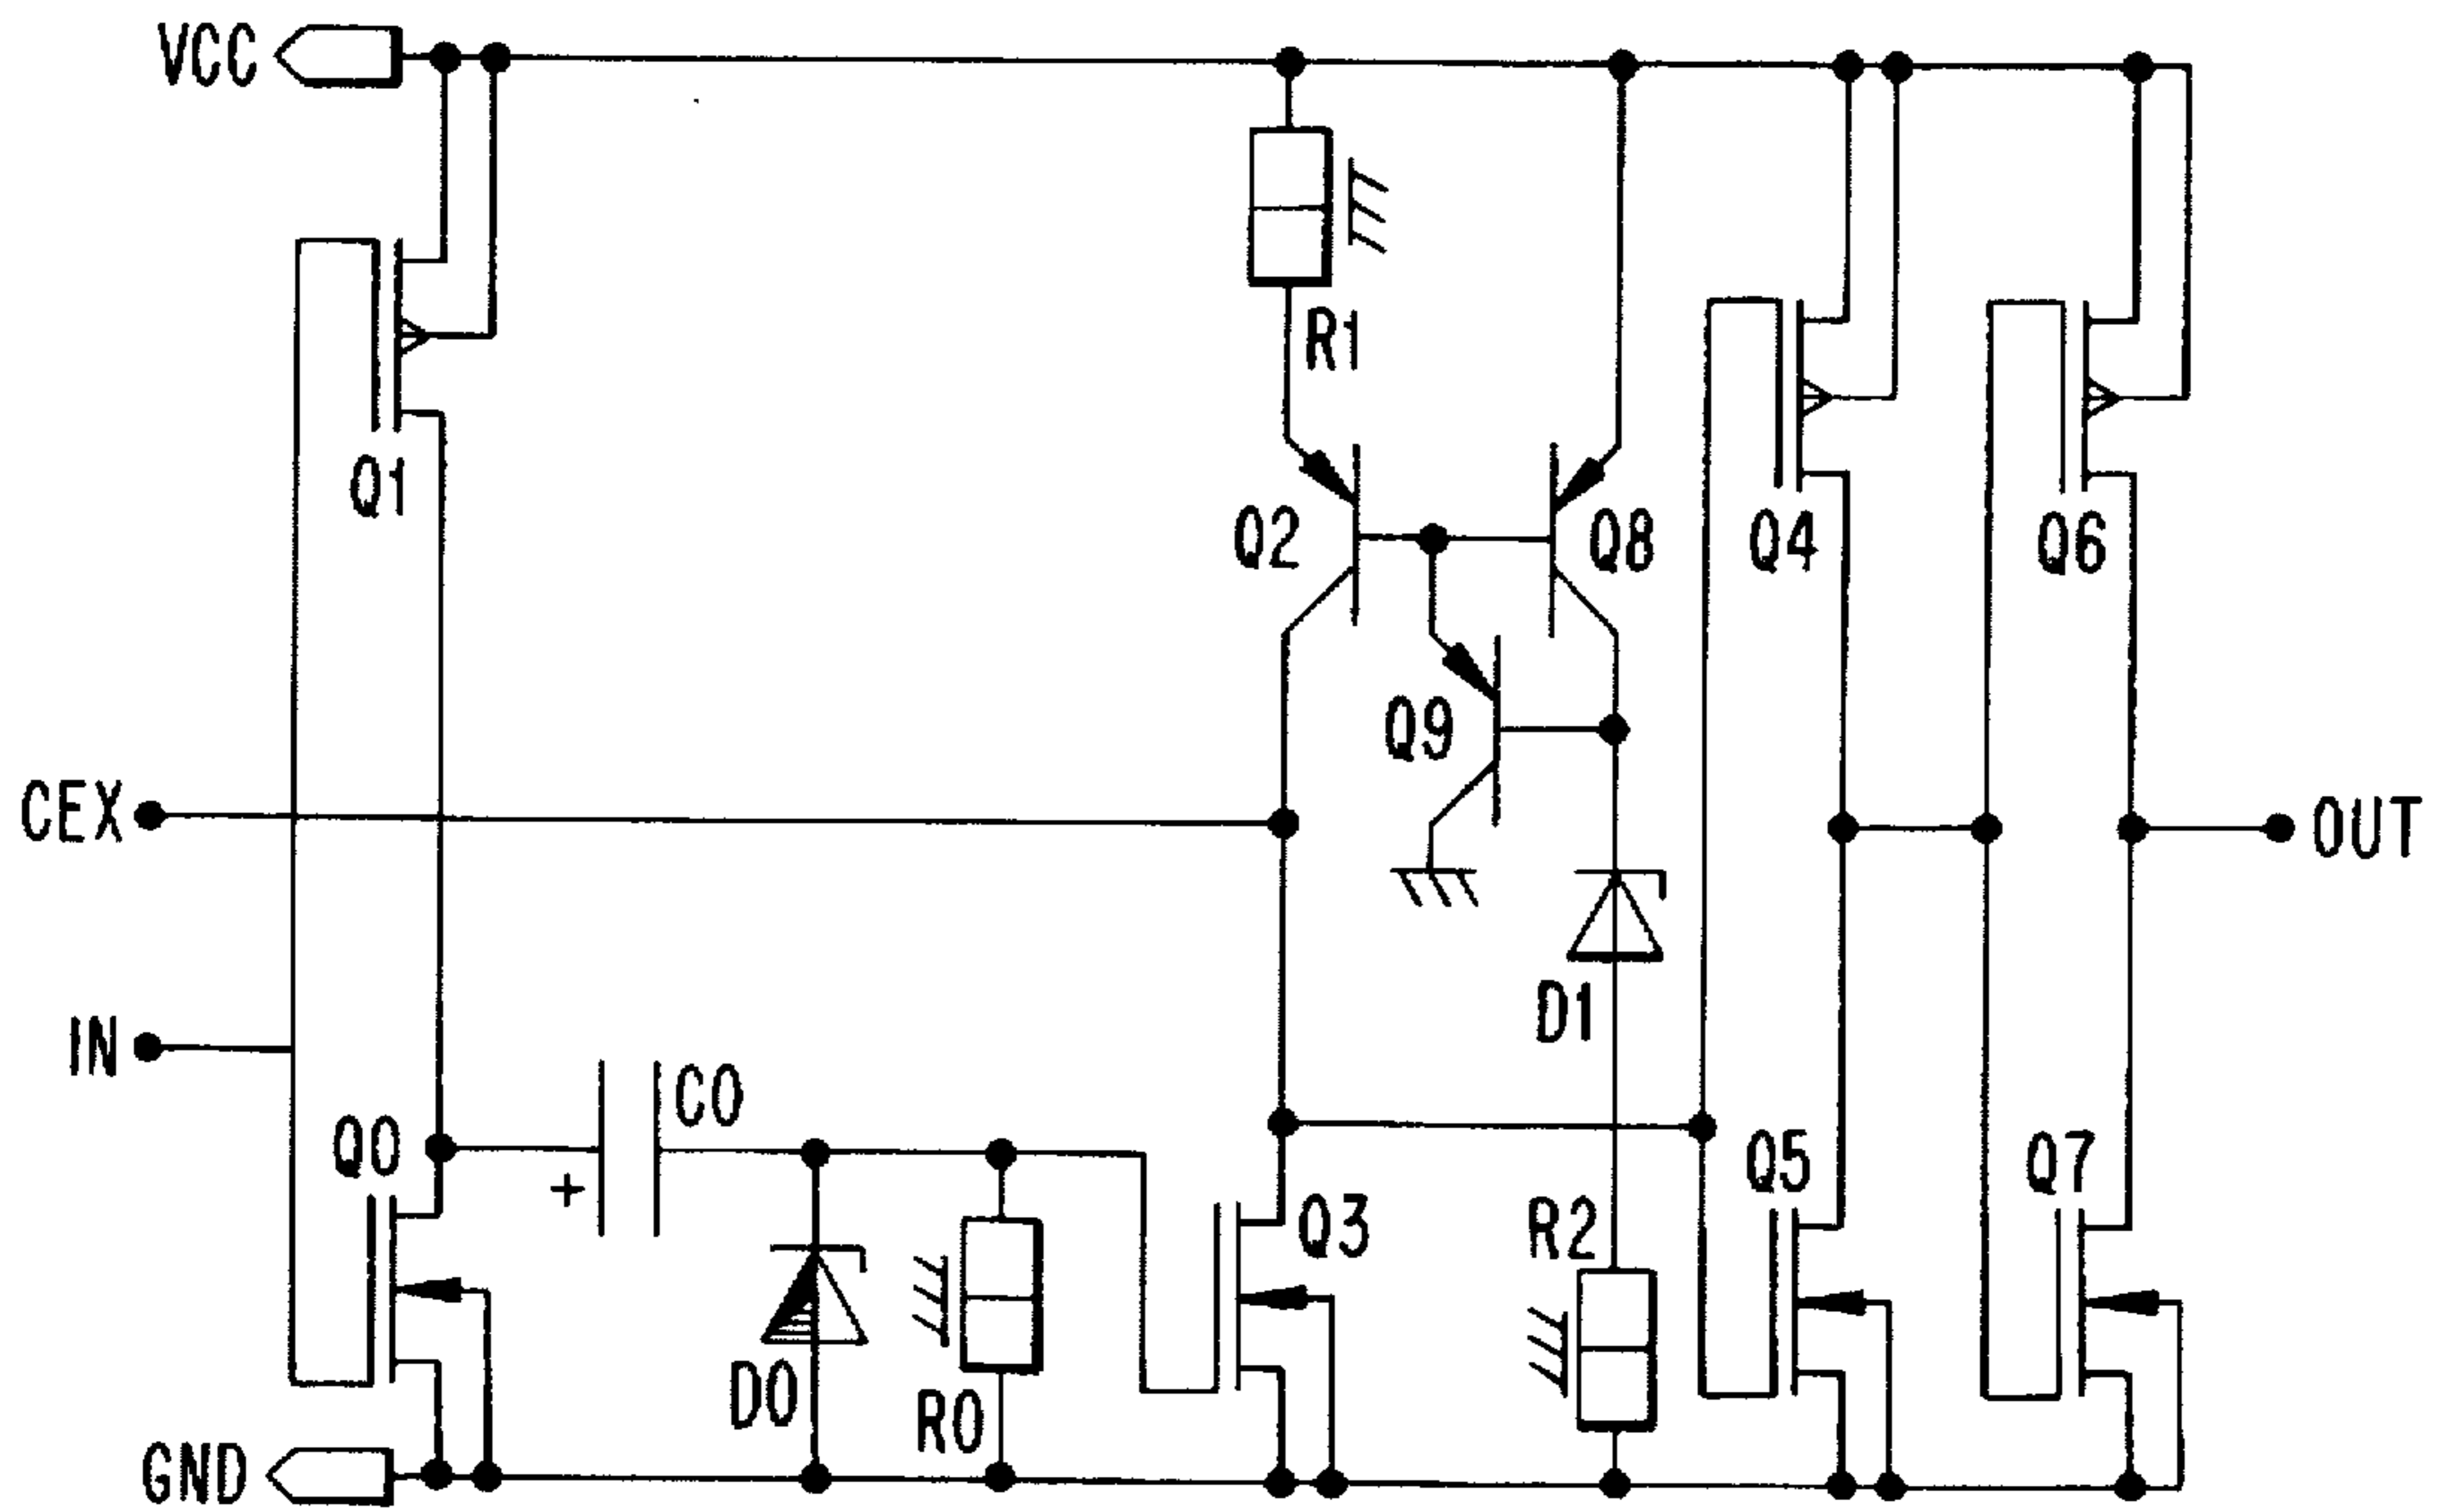 VCC
R1
Q1
Q2
Q8
Q4
Q6
Q9
CEX
OUT
D1
IN
C0
Q0
+
Q5
Q7
Q3
R2
D0
R0
GND